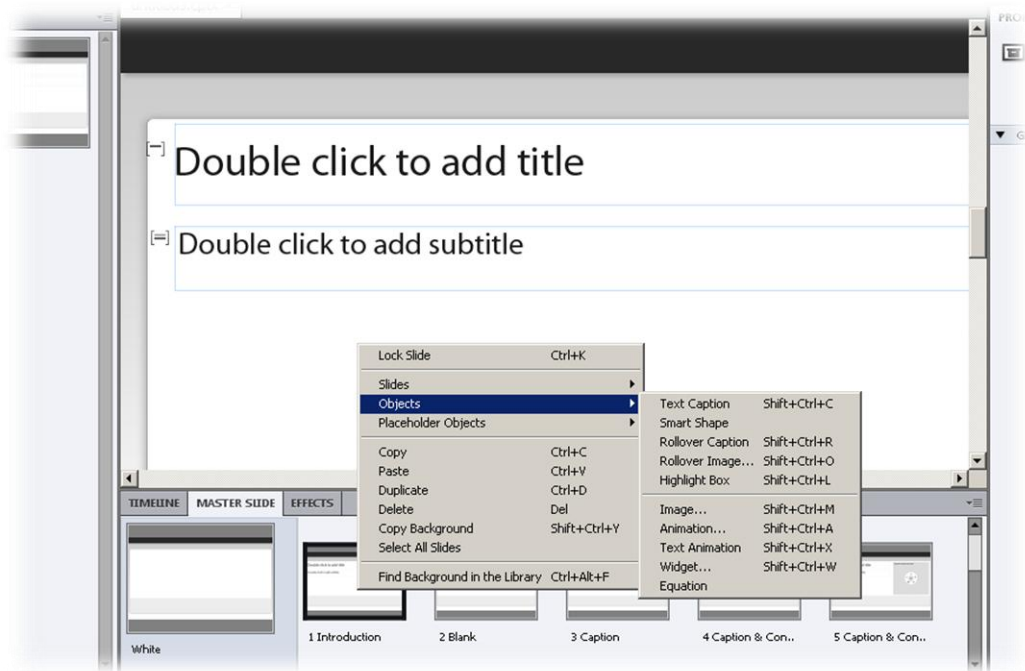 PRO
G
Double click to add title
Double click to add subtitle
Lock Slide Ctrl+K
Slides
Objects
Placeholder Objects
Copy Ctrl+C
Paste Ctrl+V
Duplicate Ctrl+D
Delete Del
Copy Background Shift+Ctrl+Y
Select All Slides
Find Background in the Library Ctrl+Alt+F
Text Caption Shift+Ctrl+C
Smart Shape
Rollover Caption Shift+Ctrl+R
Rollover Image... Shift+Ctrl+O
Highlight Box Shift+Ctrl+L
Image... Shift+Ctrl+M
Animation... Shift+Ctrl+A
Text Animation Shift+Ctrl+X
Widget... Shift+Ctrl+W
Equation
TIMELINE MASTER SLIDE EFFECTS
White
1 Introduction
2 Blank
3 Caption
4 Caption & Con..
5 Caption & Con..